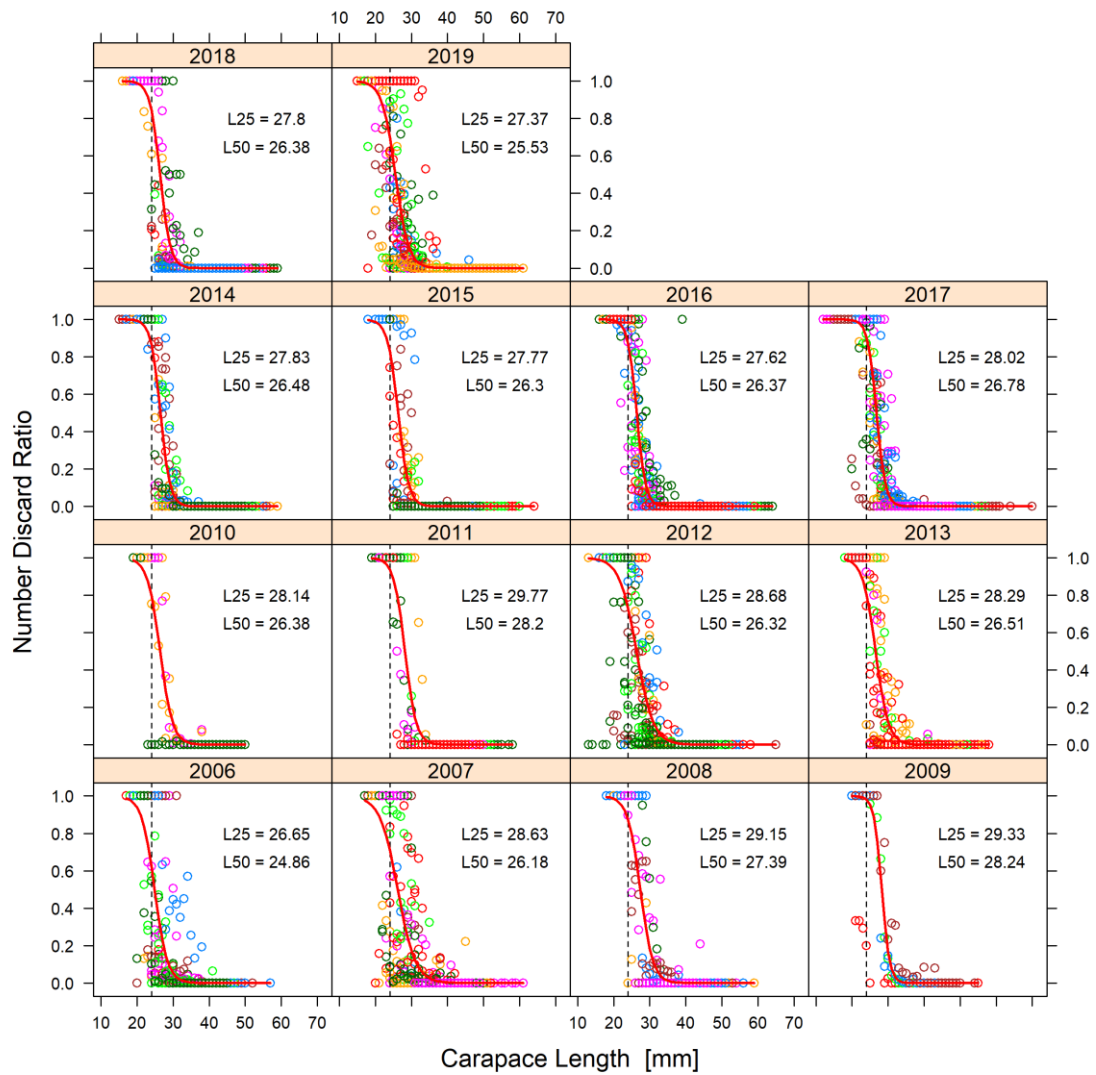 10 20 30 40 50 60 70
2018 2019
L25 = 27.8
L50 = 26.38
L25 = 27.37
L50 = 25.53
1.0
0.8
0.6
0.4
0.2
0.0
2014 2015 2016 2017
1.0
0.8
0.6
0.4
0.2
0.0
L25 = 27.83
L50 = 26.48
L25 = 27.77
L50 = 26.3
L25 = 27.62
L50 = 26.37
L25 = 28.02
L50 = 26.78
2010 2011 2012 2013
L25 = 28.14
L50 = 26.38
L25 = 29.77
L50 = 28.2
L25 = 28.68
L50 = 26.32
L25 = 28.29
L50 = 26.51
1.0
0.8
0.6
0.4
0.2
0.0
2006 2007 2008 2009
1.0
0.8
0.6
0.4
0.2
0.0
L25 = 26.65
L50 = 24.86
L25 = 28.63
L50 = 26.18
L25 = 29.15
L50 = 27.39
L25 = 29.33
L50 = 28.24
10 20 30 40 50 60 70
10 20 30 40 50 60 70
Number Discard Ratio
Carapace Length [mm]